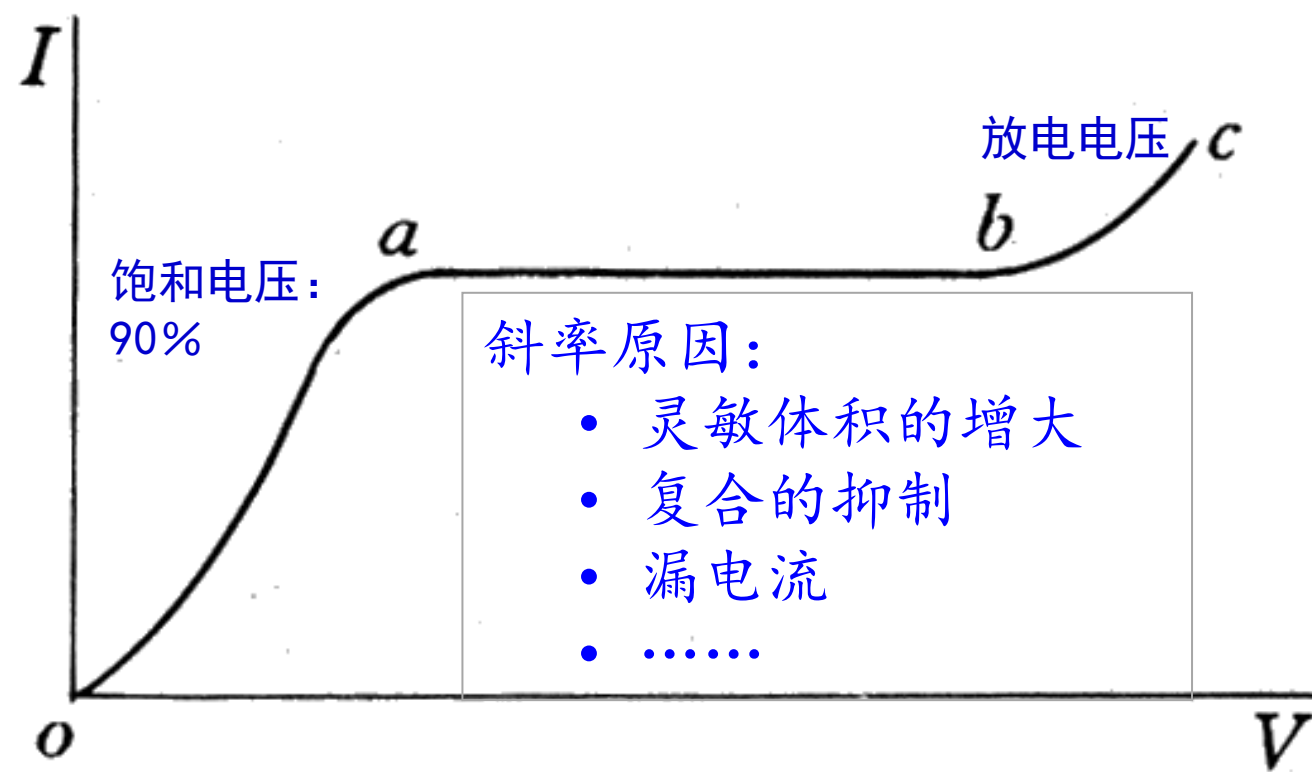 I
放电电压
c
a
b
饱和电压：
90%
斜率原因：
• 灵敏体积的增大
• 复合的抑制
• 漏电流
• ……
o
V